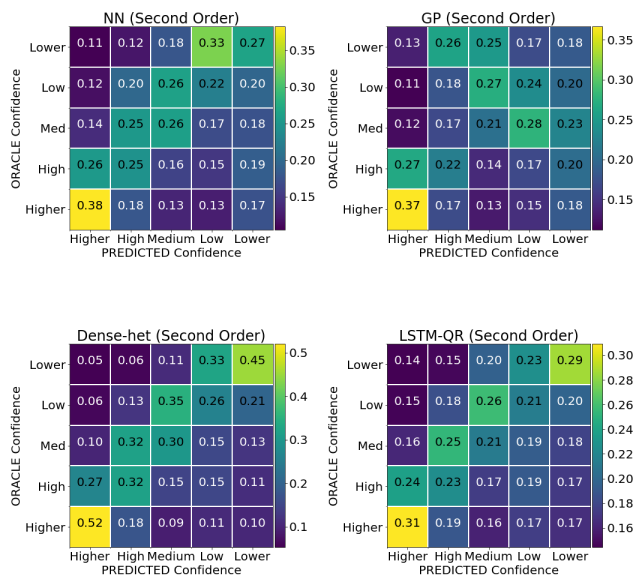 NN (Second Order)
Lower 0.11 0.12 0.18 0.33 0.27
Low 0.12 0.20 0.26 0.22 0.20
Med 0.14 0.25 0.26 0.17 0.18
High 0.26 0.25 0.16 0.15 0.19
Higher 0.38 0.18 0.13 0.13 0.17
Higher High Medium Low Lower
PREDICTED Confidence
ORACLE Confidence
0.35
0.30
0.25
0.20
0.15
GP (Second Order)
Lower 0.13 0.26 0.25 0.17 0.18
Low 0.11 0.18 0.27 0.24 0.20
Med 0.12 0.17 0.21 0.28 0.23
High 0.27 0.22 0.14 0.17 0.20
Higher 0.37 0.17 0.13 0.15 0.18
Higher High Medium Low Lower
PREDICTED Confidence
ORACLE Confidence
0.35
0.30
0.25
0.20
0.15
Dense-het (Second Order)
Lower 0.05 0.06 0.11 0.33 0.45
Low 0.06 0.13 0.35 0.26 0.21
Med 0.10 0.32 0.30 0.15 0.13
High 0.27 0.32 0.15 0.15 0.11
Higher 0.52 0.18 0.09 0.11 0.10
Higher High Medium Low Lower
PREDICTED Confidence
ORACLE Confidence
0.5
0.4
0.3
0.2
0.1
LSTM-QR (Second Order)
Lower 0.14 0.15 0.20 0.23 0.29
Low 0.15 0.18 0.26 0.21 0.20
Med 0.16 0.25 0.21 0.19 0.18
High 0.24 0.23 0.17 0.19 0.17
Higher 0.31 0.19 0.16 0.17 0.17
Higher High Medium Low Lower
PREDICTED Confidence
ORACLE Confidence
0.30
0.28
0.26
0.24
0.22
0.20
0.18
0.16